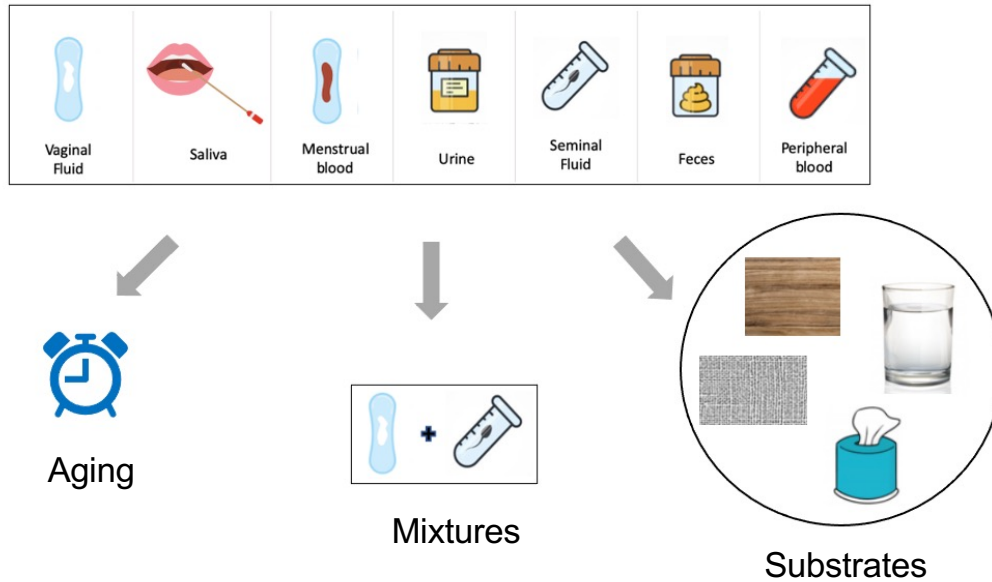 Vaginal
Fluid
Saliva
Menstrual
blood
Urine
Seminal
Fluid
Feces
Peripheral
blood
Aging
Mixtures
Substrates